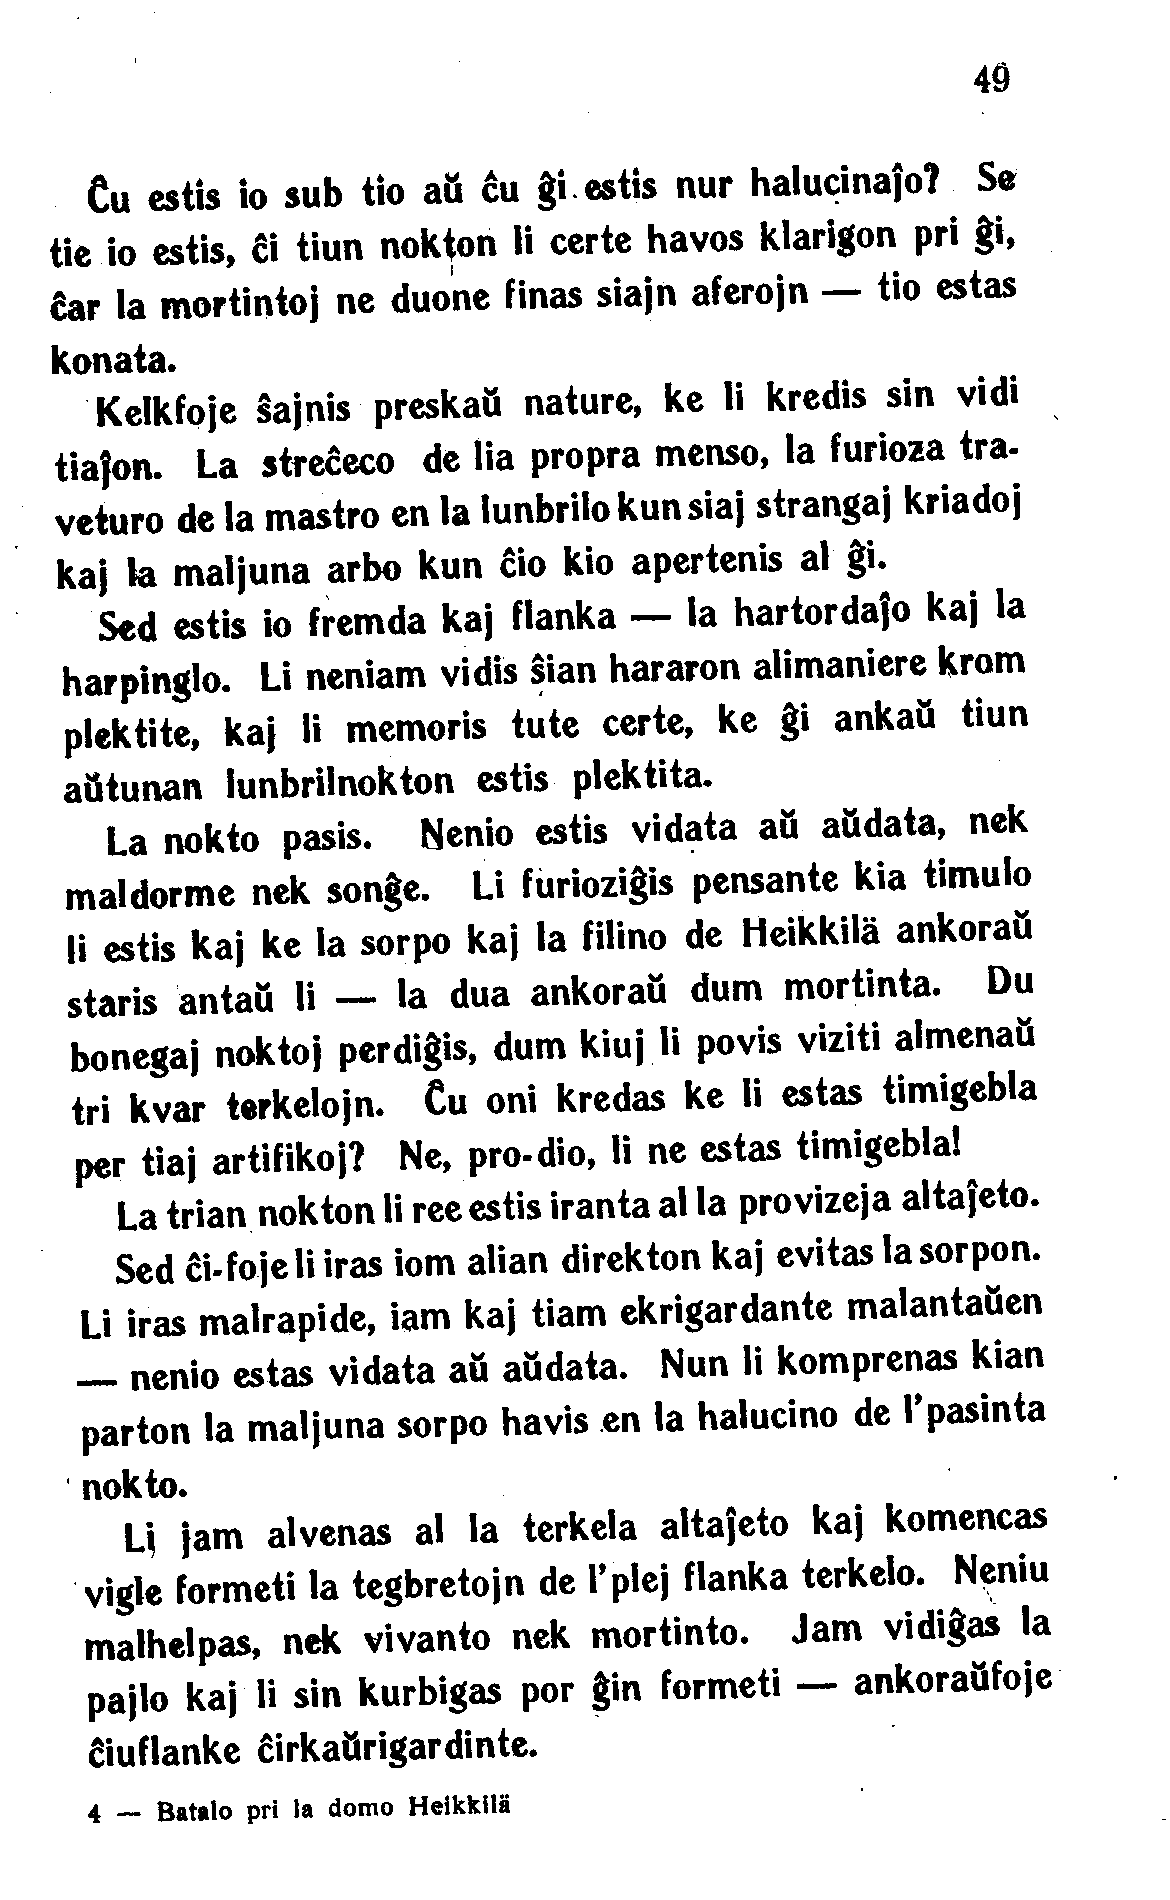 49
Ĉu estis io sub tio aŭ ĉu ĝi estis nur halucinaĵo? Se
tie io estis, ĉi tiun nokton li certe havos klarigon pri ĝi,
ĉar la mortintoj ne duone finas siajn aferojn — tio estas
konata.
Kelkfoje ŝajnis preskaŭ nature, ke li kredis sin vidi
tiaĵon. La streĉeco de lia propra menso, la furioza tra-
veturo de la mastro en la lunbrilo kun siaj strangaj kriadoj
kaj la maljuna arbo kun ĉio kio apertenis al ĝi.
Sed estis io fremda kaj flanka — la hartordaĵo kaj la
harpinglo. Li neniam vidis ŝian hararon alimaniere krom
plektite, kaj li memoris tute certe, ke ĝi ankaŭ tiun
aŭtunan lunbrilnokton estis plektita.
La nokto pasis. Nenio estis vidata aŭ aŭdata, nek
maldorme nek sonĝe. Li furioziĝis pensante kia timulo
li estis kaj ke la sorpo kaj la filino de Heikkilä ankoraŭ
staris antaŭ li — la dua ankoraŭ dum mortinta. Du
bonegaj noktoj perdiĝis, dum kiuj li povis viziti almenaŭ
tri kvar terkelojn. Ĉu oni kredas ke li estas timigebla
per tiaj artifikoj? Ne, pro-dio, li ne estas timigebla!
La trian nokton li ree estis iranta al la provizeja altaĵeto.
Sed ĉi-foje li iras iom alian direkton kaj evitas la sorpon.
Li iras malrapide, iam kaj tiam ekrigardante malantaŭen
— nenio estas vidata aŭ aŭdata. Nun li komprenas kian
parton la maljuna sorpo havis en la halucino de l'pasinta
nokto.
Li jam alvenas al la terkela altaĵeto kaj komencas
vigle formeti la tegbretojn de l'plej flanka terkelo. Neniu
malhelpas, nek vivanto nek mortinto. Jam vidiĝas la
pajlo kaj li sin kurbigas por ĝin formeti — ankoraŭfoje
ĉiuflanke ĉirkaŭrigardinte.
4 — Batalo pri la domo Heikkilä